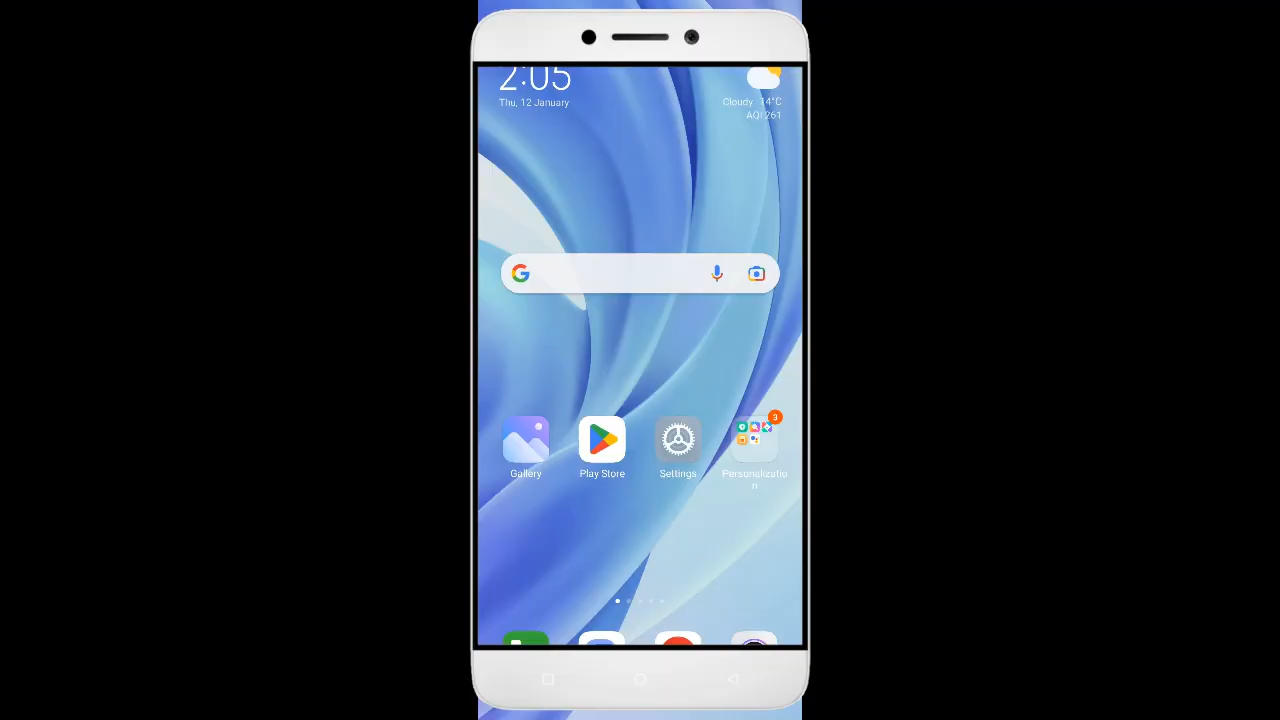 2:05
Thu, 12 January
Cloudy 14°C
AQI 261
3
Gallery
Play Store
Settings
Personalizatio
n